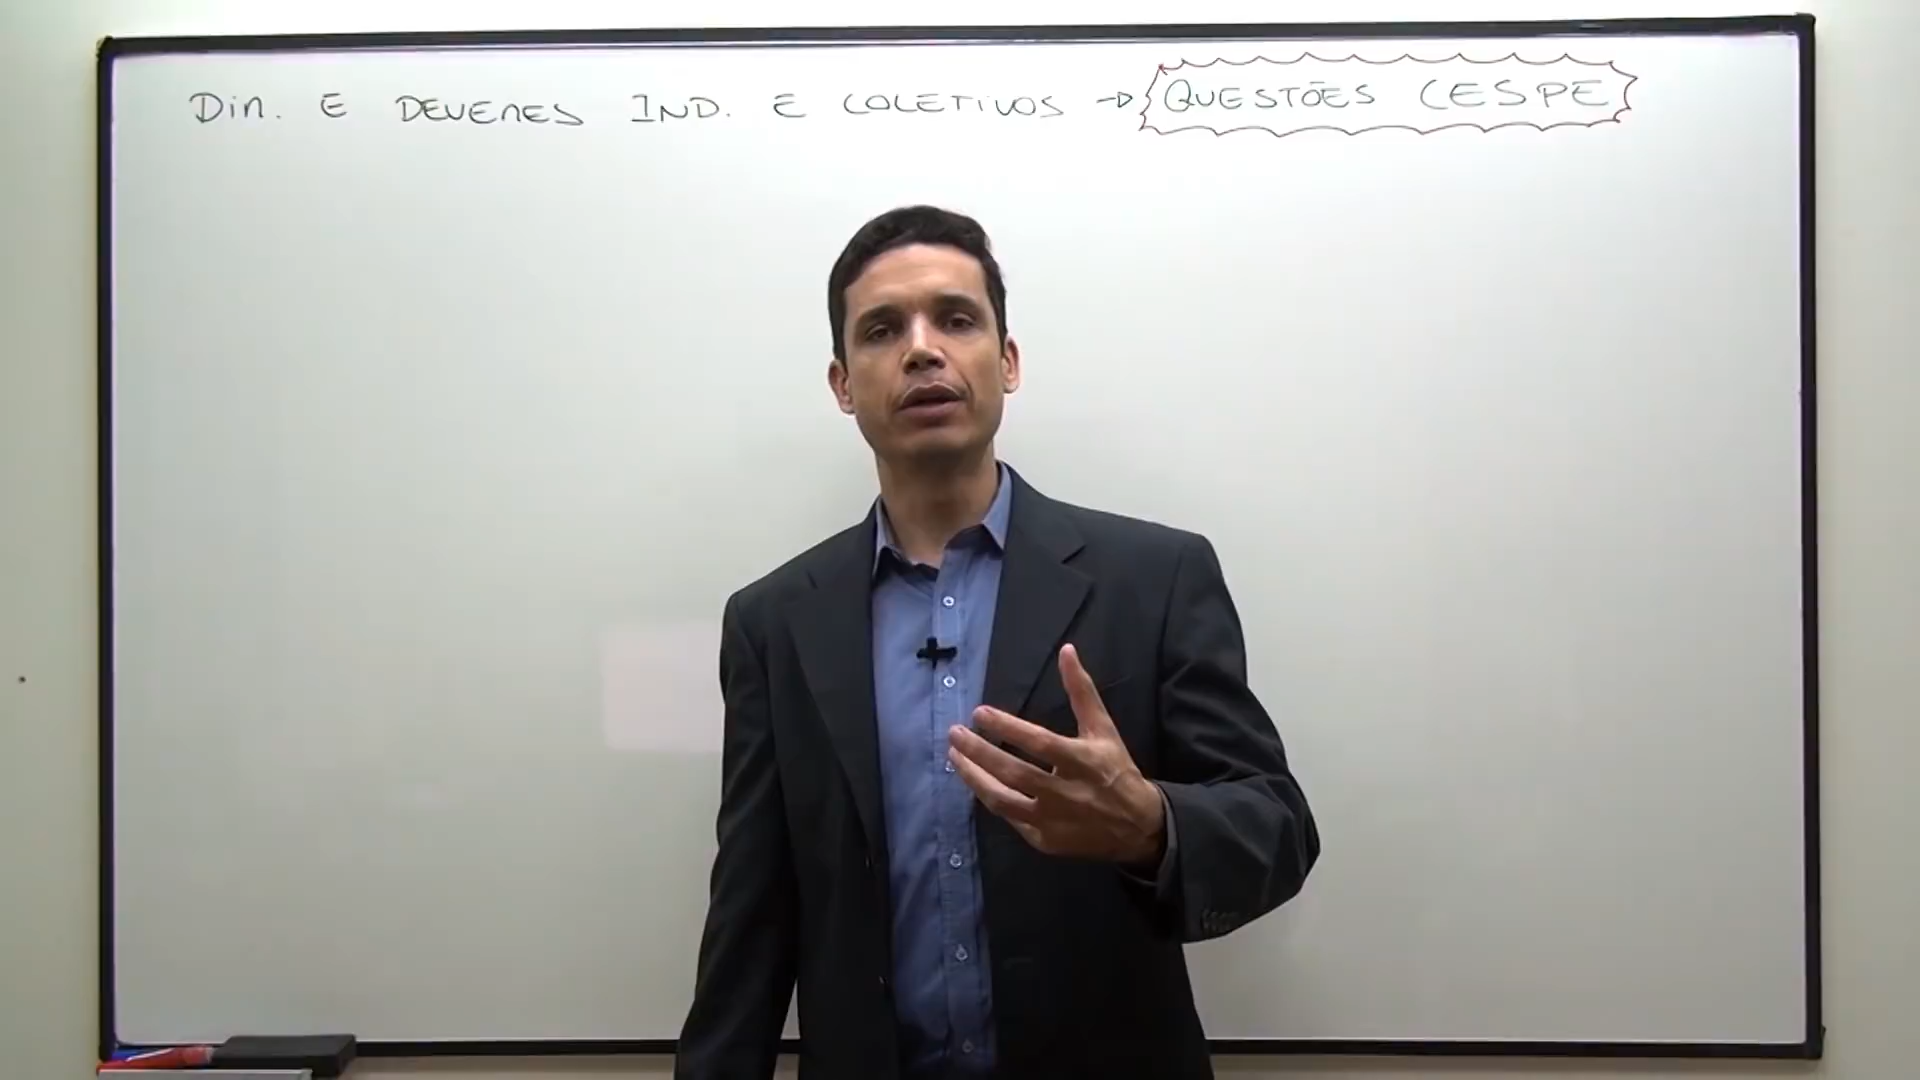 DIR. E DEVERES IND. E COLETIVOS → QUESTÕES CESPE